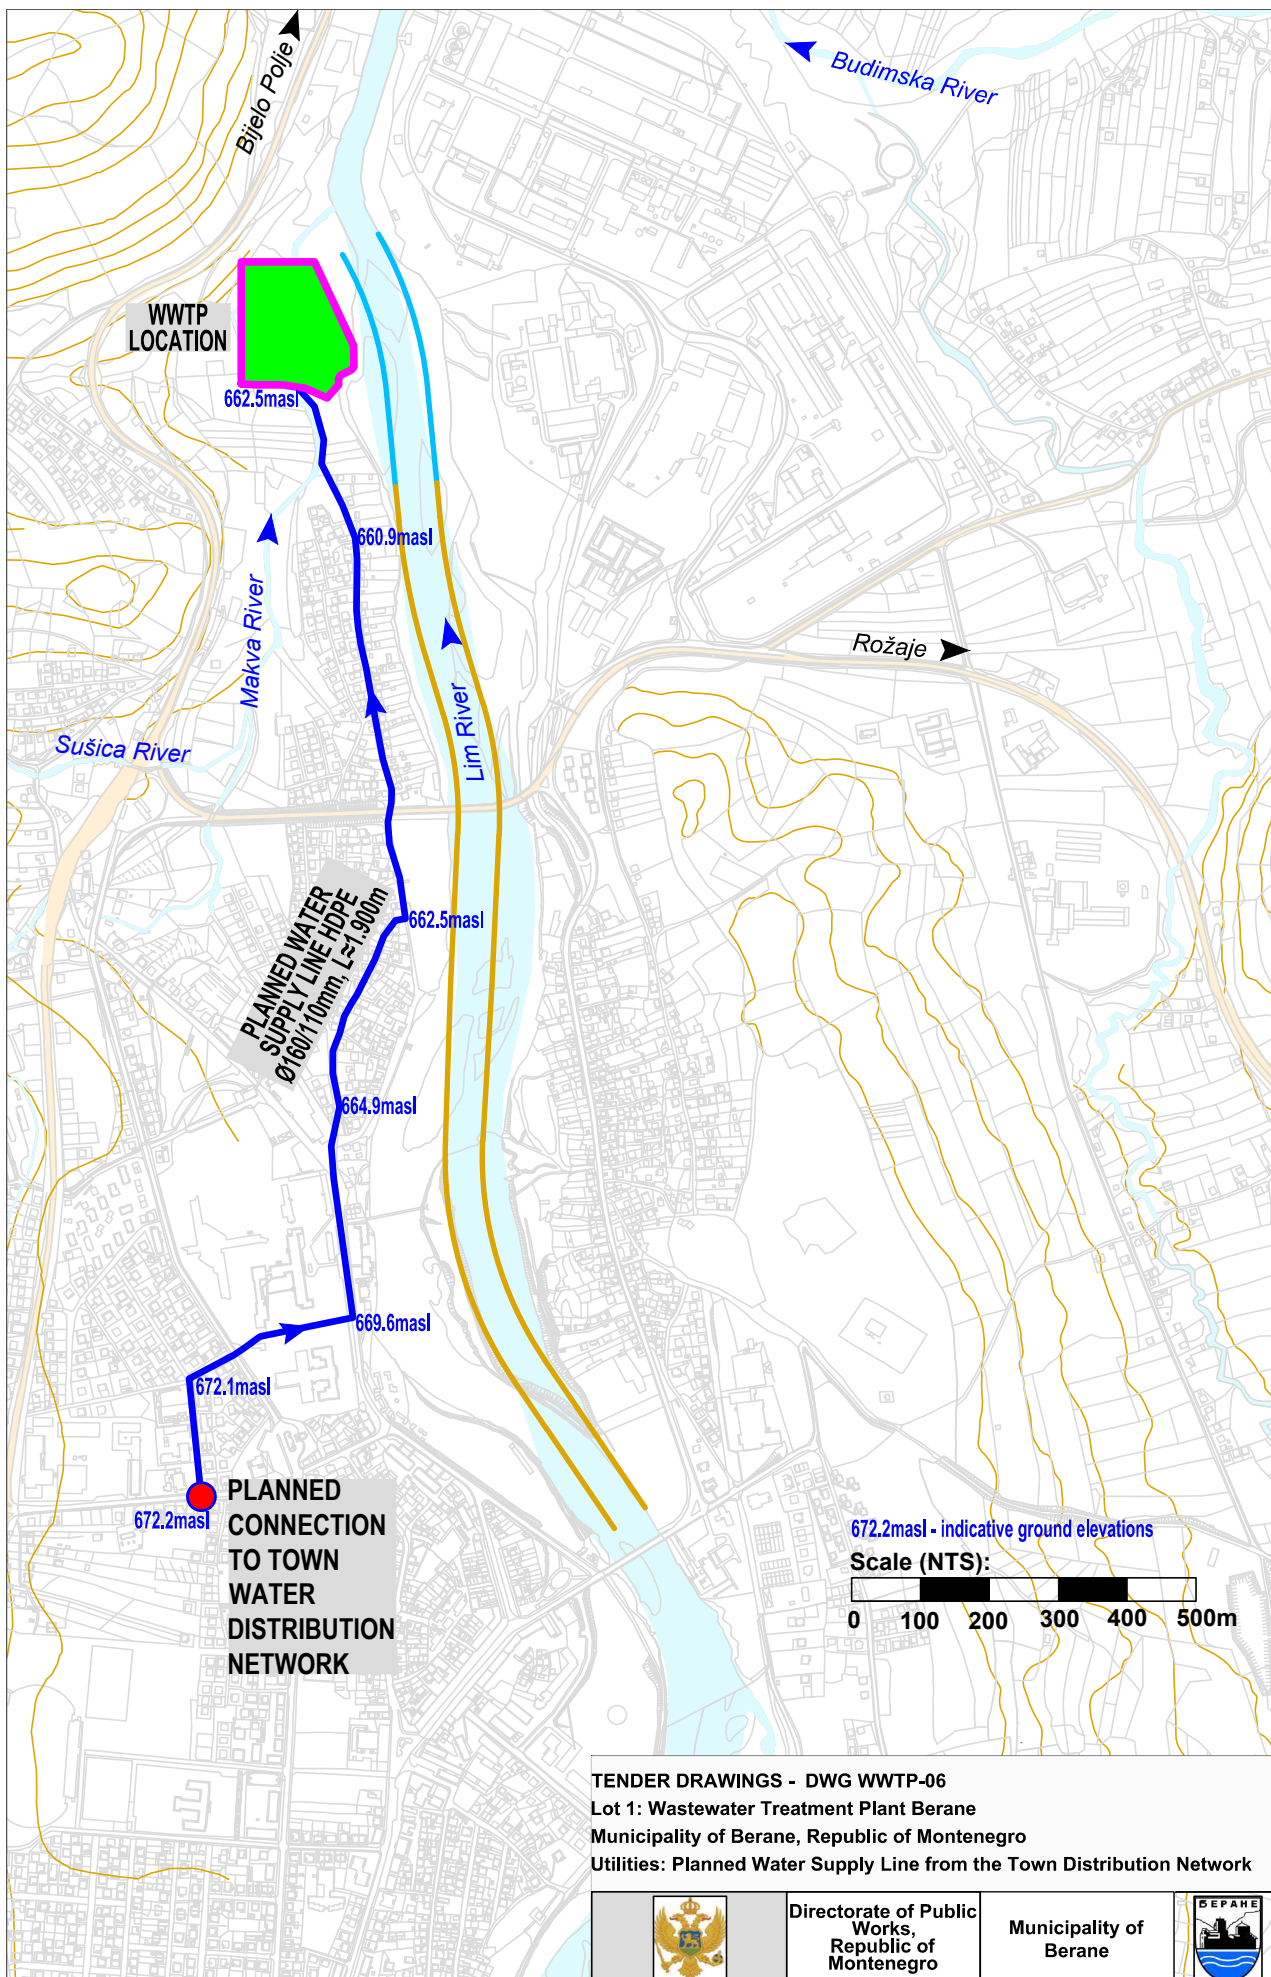 Bijelo Polje
Budimska River
WWTP
LOCATION
662.5masl
660.9masl
Makva River
Rožaje
Lim River
Sušica River
PLANNED WATER
SUPPLY LINE HDPE
Ø160/110mm, L≈1.900m
662.5masl
664.9masl
669.6masl
672.1masl
672.2masl
PLANNED
CONNECTION
TO TOWN
WATER
DISTRIBUTION
NETWORK
672.2masl - indicative ground elevations
Scale (NTS):
0 100 200 300 400 500m
TENDER DRAWINGS - DWG WWTP-06
Lot 1: Wastewater Treatment Plant Berane
Municipality of Berane, Republic of Montenegro
Utilities: Planned Water Supply Line from the Town Distribution Network
Directorate of Public
Works,
Republic of
Montenegro
Municipality of
Berane
БЕРАНЕ